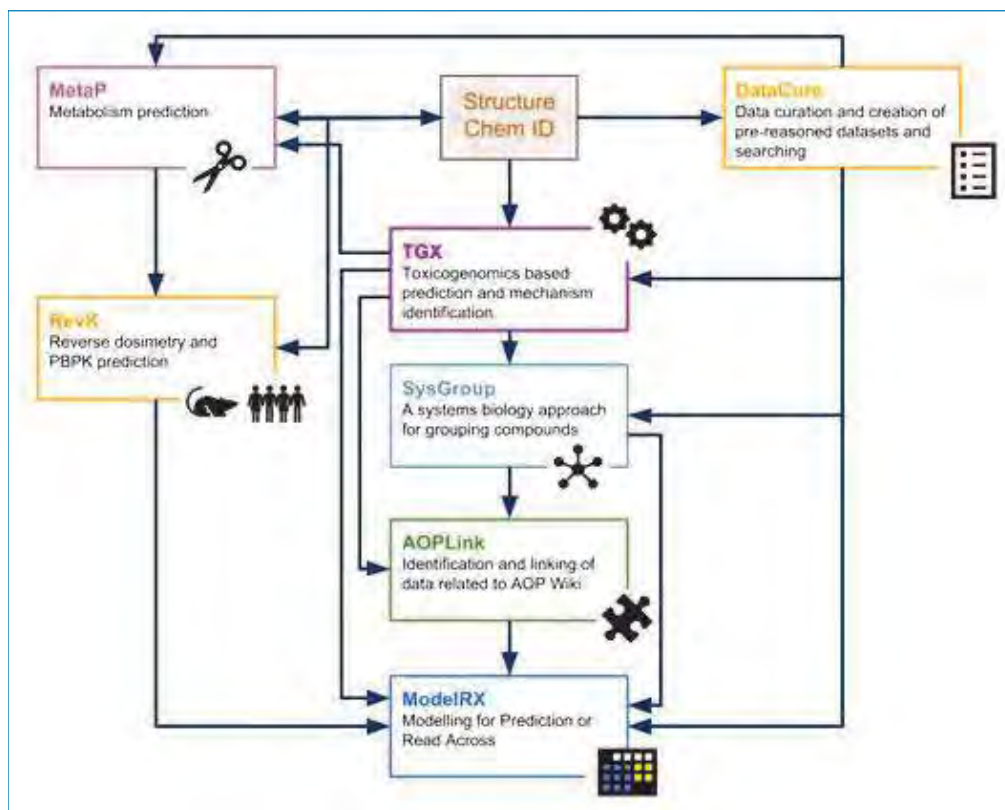 MetaP
Metabolism prediction.
Structure
Chem ID
DataCure
Data curation and creation of
pre-reasoned datasets and
searching
TGX
Toxicogenomics based
prediction and mechanism
identification.
RevK
Reverse dosimetry and
PBPK prediction
SysGroup
A systems biology approach
for grouping compounds
AOPLink
Identification and linking of
data related to AOP Wiki
ModelRX
Modelling for Prediction or
Read Across